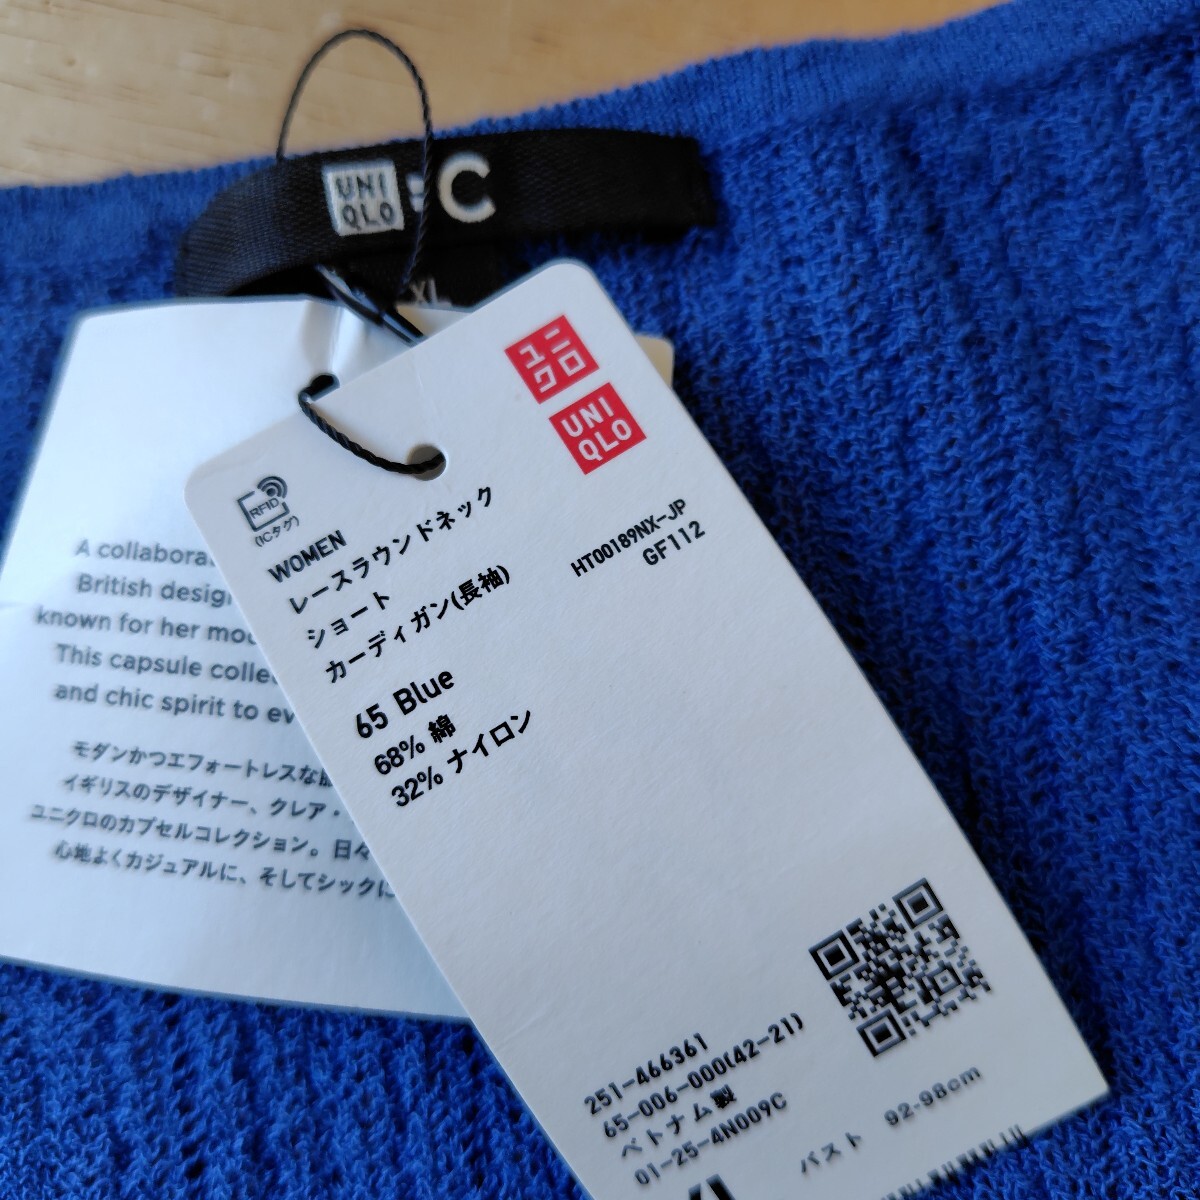 UNI
QLO
: C
XL
A collabora
British desig
known for her mo
This capsule colle
and chic spirit to ev
モダンかつエフォートレスな
イギリスのデザイナー、クレア・
ユニクロのカプセルコレクション。日々
心地よくカジュアルに、そしてシックに
ユニ
クロ
UNI
QLO
RFID
(ICタグ)
WOMEN
レースラウンドネック
ショート
カーディガン(長袖)
HT00189NX-JP
GF112
65 Blue
68% 綿
32% ナイロン
251-466361
65-006-000(42-21)
ベトナム製
01-25-4N009C
バスト 92-98cm